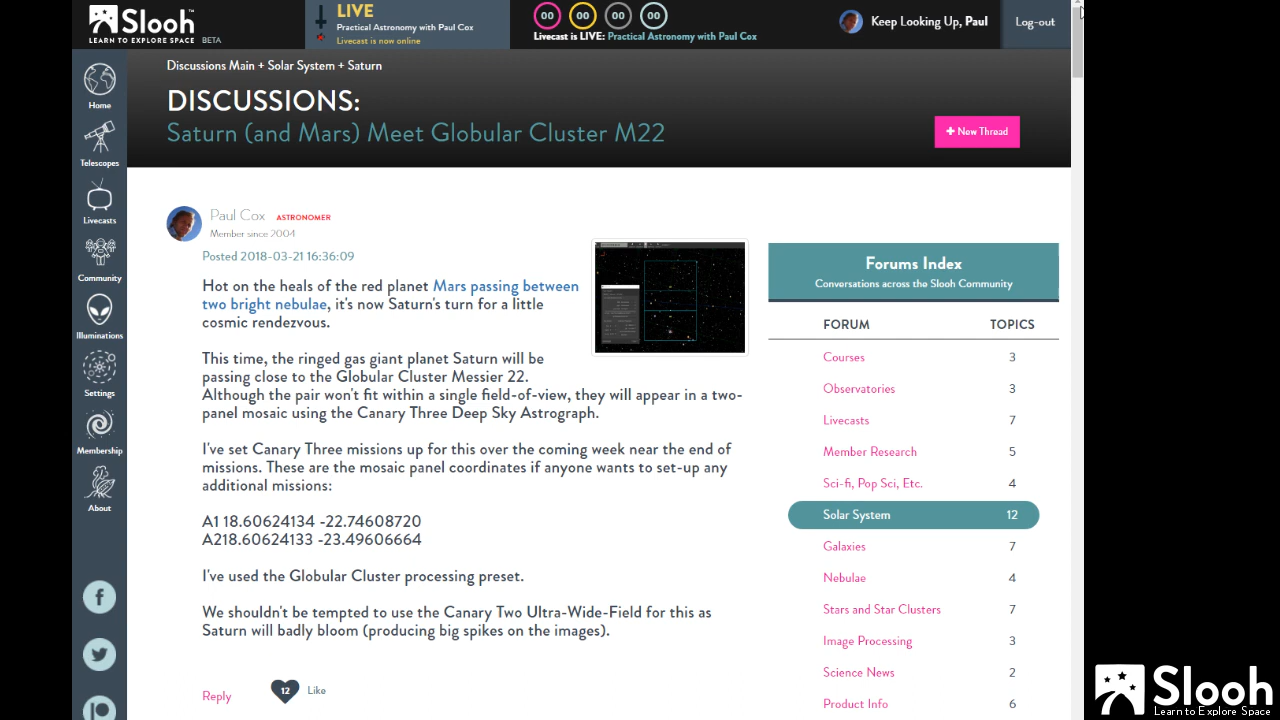 Slooh™
LEARN TO EXPLORE SPACE BETA
LIVE
Practical Astronomy with Paul Cox
Livecast is now online
00 00 00 00
Livecast is LIVE: Practical Astronomy with Paul Cox
Keep Looking Up, Paul
Log-out
Home
Telescopes
Livecasts
Community
Illuminations
Settings
Membership
About
Discussions Main + Solar System + Saturn
DISCUSSIONS:
Saturn (and Mars) Meet Globular Cluster M22
+ New Thread
Paul Cox ASTRONOMER
Member since 2004
Posted 2018-03-21 16:36:09
Hot on the heals of the red planet Mars passing between
two bright nebulae, it's now Saturn's turn for a little
cosmic rendezvous.
This time, the ringed gas giant planet Saturn will be
passing close to the Globular Cluster Messier 22.
Although the pair won't fit within a single field-of-view, they will appear in a two-
panel mosaic using the Canary Three Deep Sky Astrograph.
I've set Canary Three missions up for this over the coming week near the end of
missions. These are the mosaic panel coordinates if anyone wants to set-up any
additional missions:
A1 18.60624134 -22.74608720
A218.60624133 -23.49606664
I've used the Globular Cluster processing preset.
We shouldn't be tempted to use the Canary Two Ultra-Wide-Field for this as
Saturn will badly bloom (producing big spikes on the images).
Reply 12 Like
Forums Index
Conversations across the Slooh Community
FORUM TOPICS
Courses 3
Observatories 3
Livecasts 7
Member Research 5
Sci-fi, Pop Sci, Etc. 4
Solar System 12
Galaxies 7
Nebulae 4
Stars and Star Clusters 7
Image Processing 3
Science News 2
Product Info 6
Slooh
Learn to Explore Space